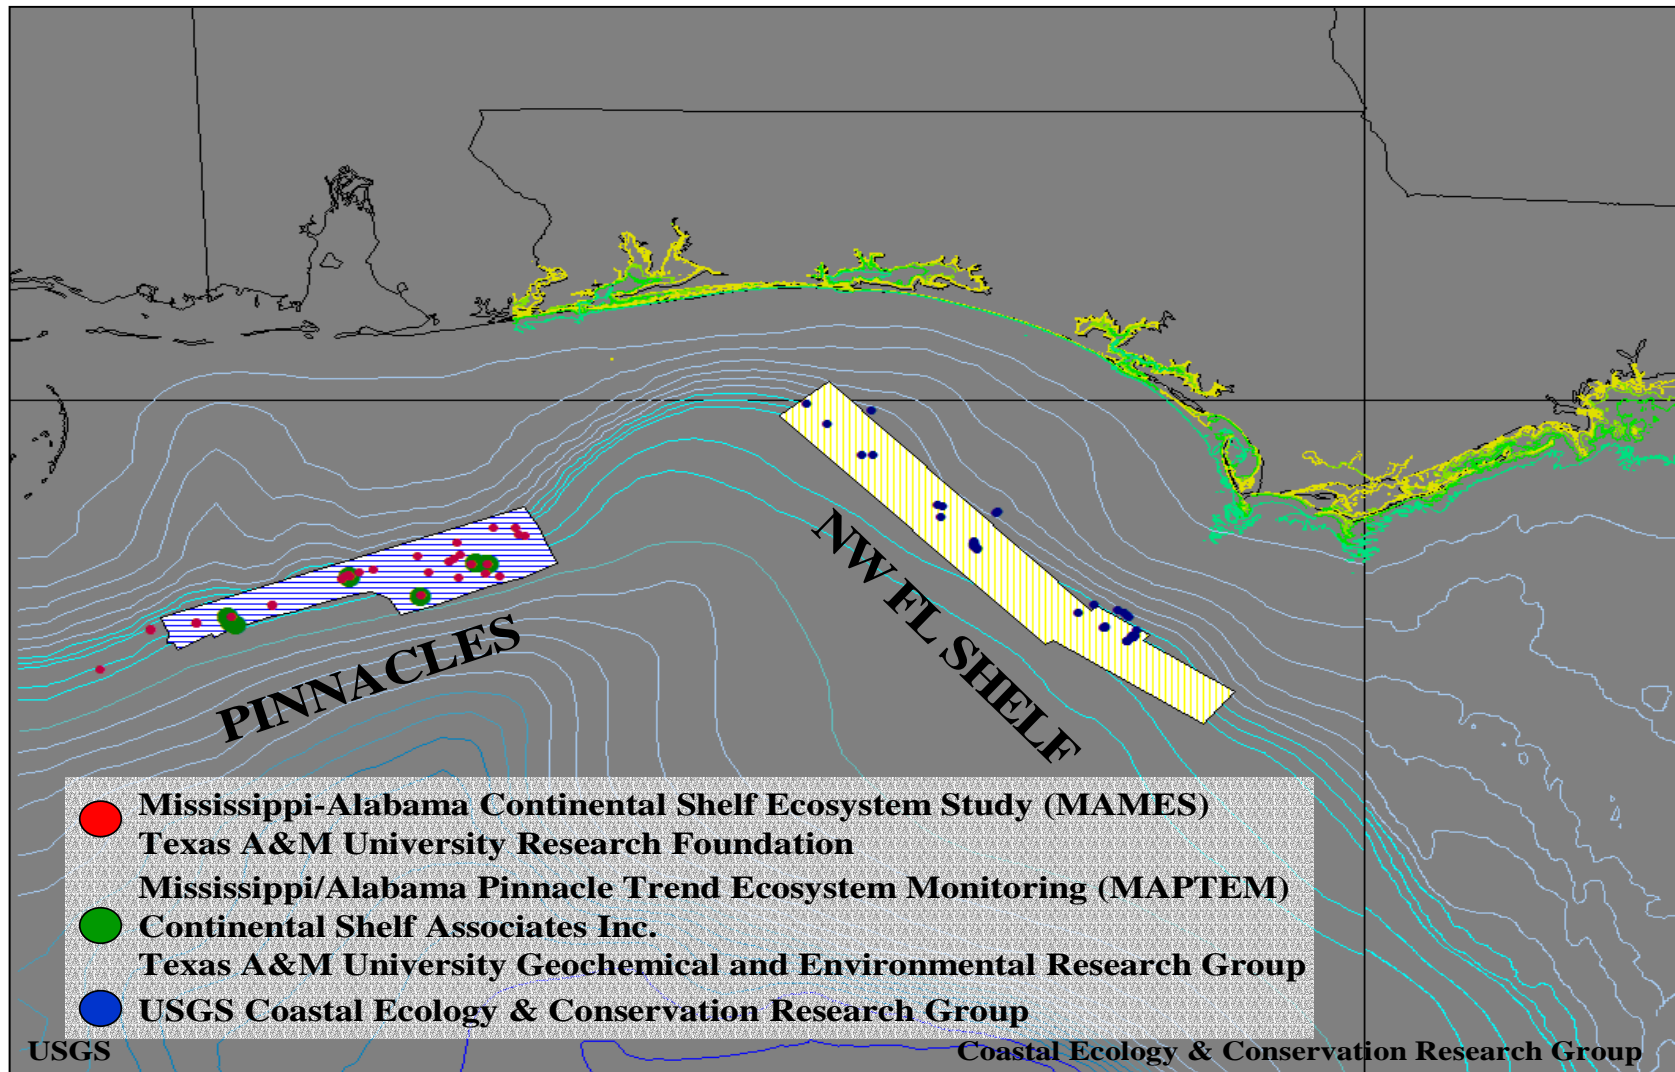 NW FL SHELF
PINNACLES
Mississippi-Alabama Continental Shelf Ecosystem Study (MAMES)
Texas A&M University Research Foundation
Mississippi/Alabama Pinnacle Trend Ecosystem Monitoring (MAPTEM)
Continental Shelf Associates Inc.
Texas A&M University Geochemical and Environmental Research Group
USGS Coastal Ecology & Conservation Research Group
USGS
Coastal Ecology & Conservation Research Group